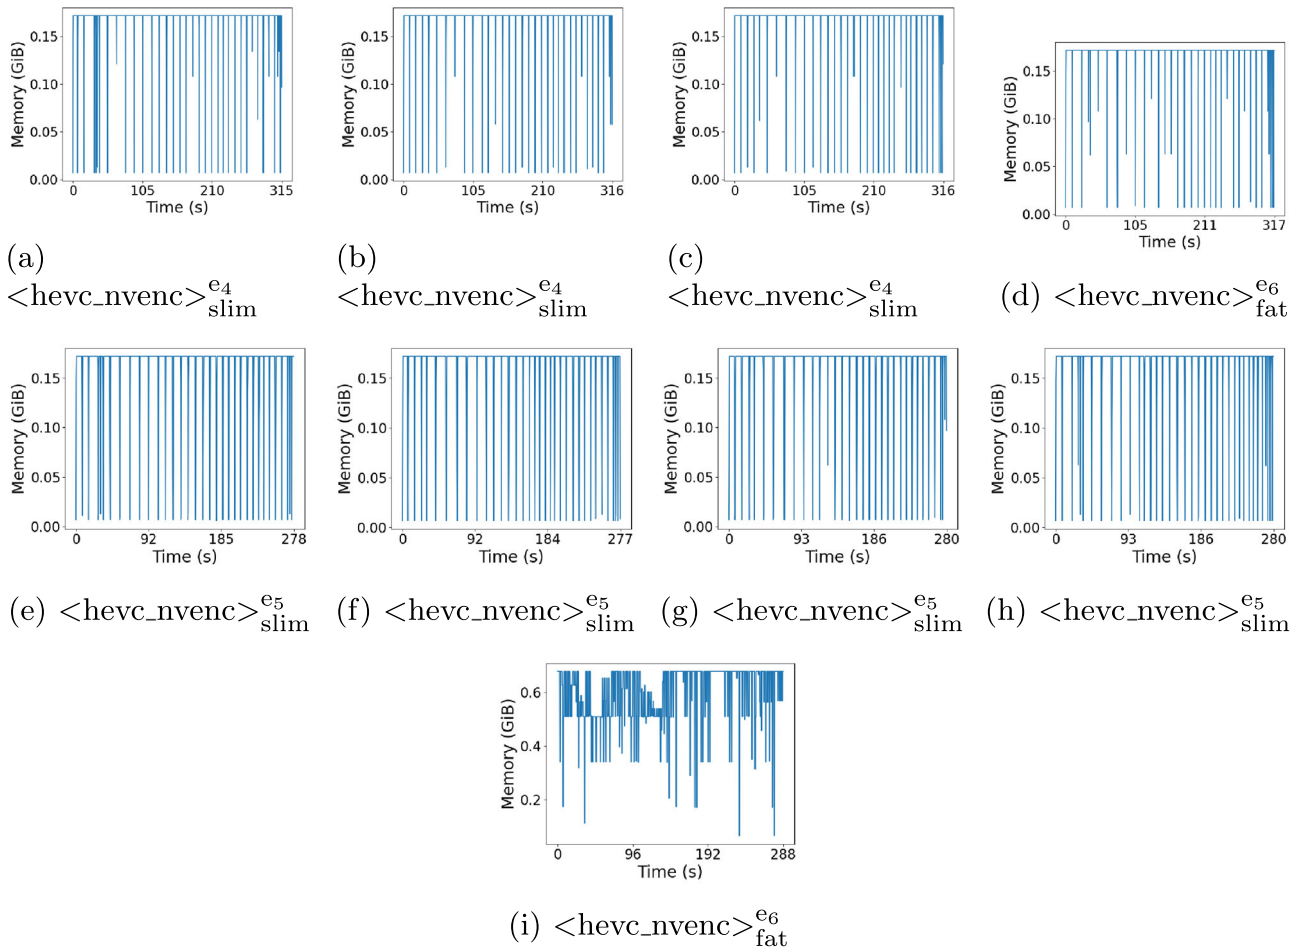 Memory (GiB)
0.15
0.10
0.05
0.00
0 105 210 315
Time (s)
(a)
<hevc_nvenc>e4 slim
Memory (GiB)
0.15
0.10
0.05
0.00
0 105 210 316
Time (s)
(b)
<hevc_nvenc>e4 slim
Memory (GiB)
0.15
0.10
0.05
0.00
0 105 210 316
Time (s)
(c)
<hevc_nvenc>e4 slim
Memory (GiB)
0.15
0.10
0.05
0.00
0 105 211 317
Time (s)
(d) <hevc_nvenc>e6 fat
Memory (GiB)
0.15
0.10
0.05
0.00
0 92 185 278
Time (s)
(e) <hevc_nvenc>e5 slim
Memory (GiB)
0.15
0.10
0.05
0.00
0 92 184 277
Time (s)
(f) <hevc_nvenc>e5 slim
Memory (GiB)
0.15
0.10
0.05
0.00
0 93 186 280
Time (s)
(g) <hevc_nvenc>e5 slim
Memory (GiB)
0.15
0.10
0.05
0.00
0 93 186 280
Time (s)
(h) <hevc_nvenc>e5 slim
Memory (GiB)
0.6
0.4
0.2
0 96 192 288
Time (s)
(i) <hevc_nvenc>e6 fat